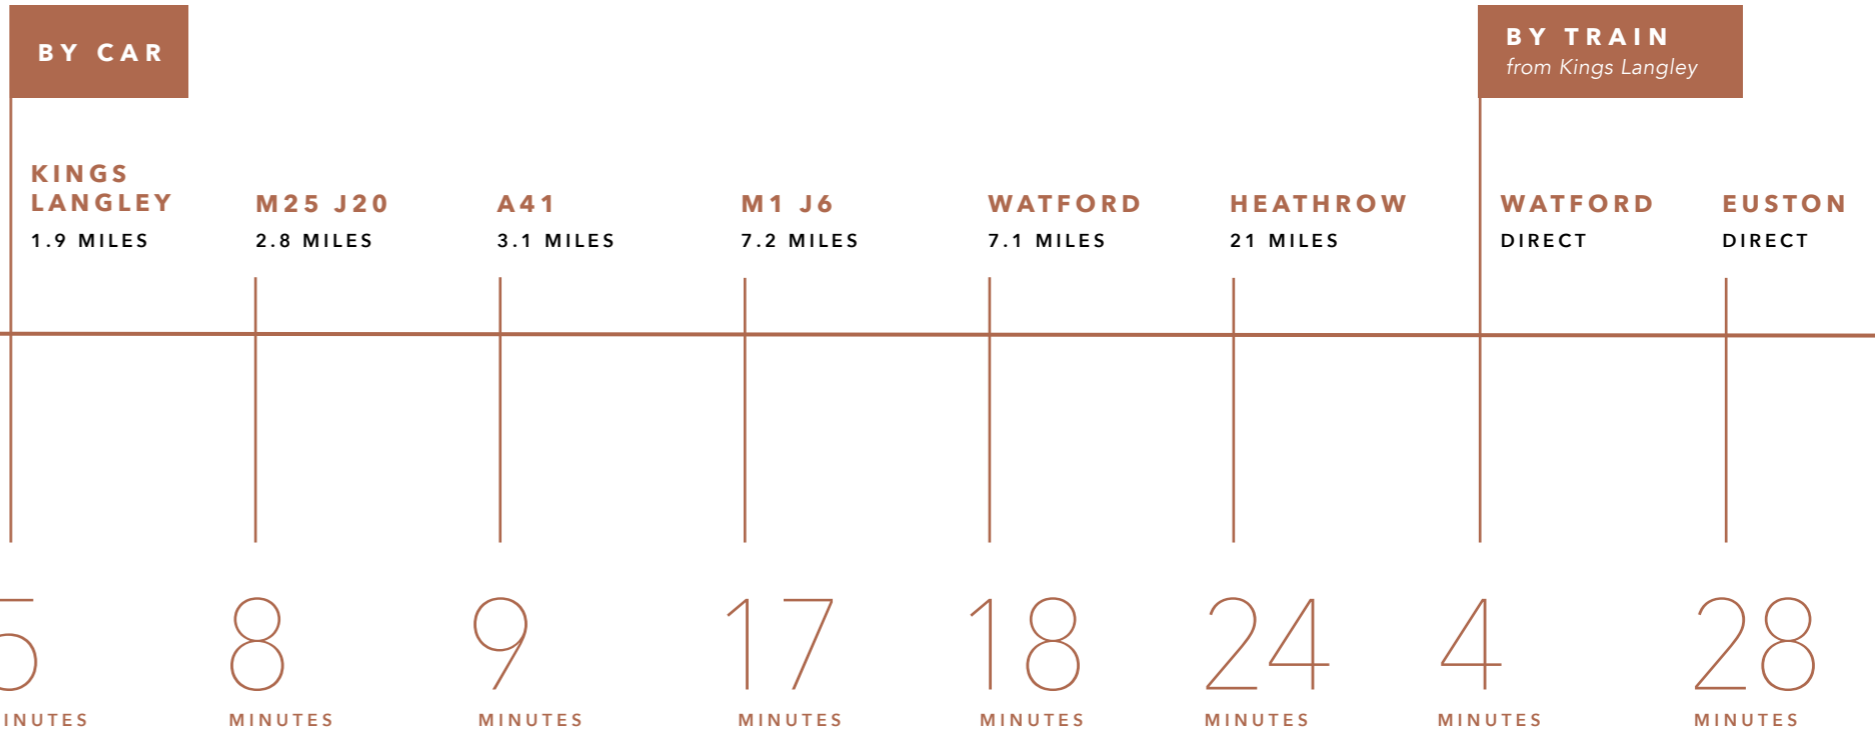 BY CAR
BY TRAIN
from Kings Langley
KINGS
LANGLEY
1.9 MILES
M25 J20
2.8 MILES
A41
3.1 MILES
M1 J6
7.2 MILES
WATFORD
7.1 MILES
HEATHROW
21 MILES
WATFORD
DIRECT
EUSTON
DIRECT
5
INUTES
8
MINUTES
9
MINUTES
17
MINUTES
18
MINUTES
24
MINUTES
4
MINUTES
28
MINUTES